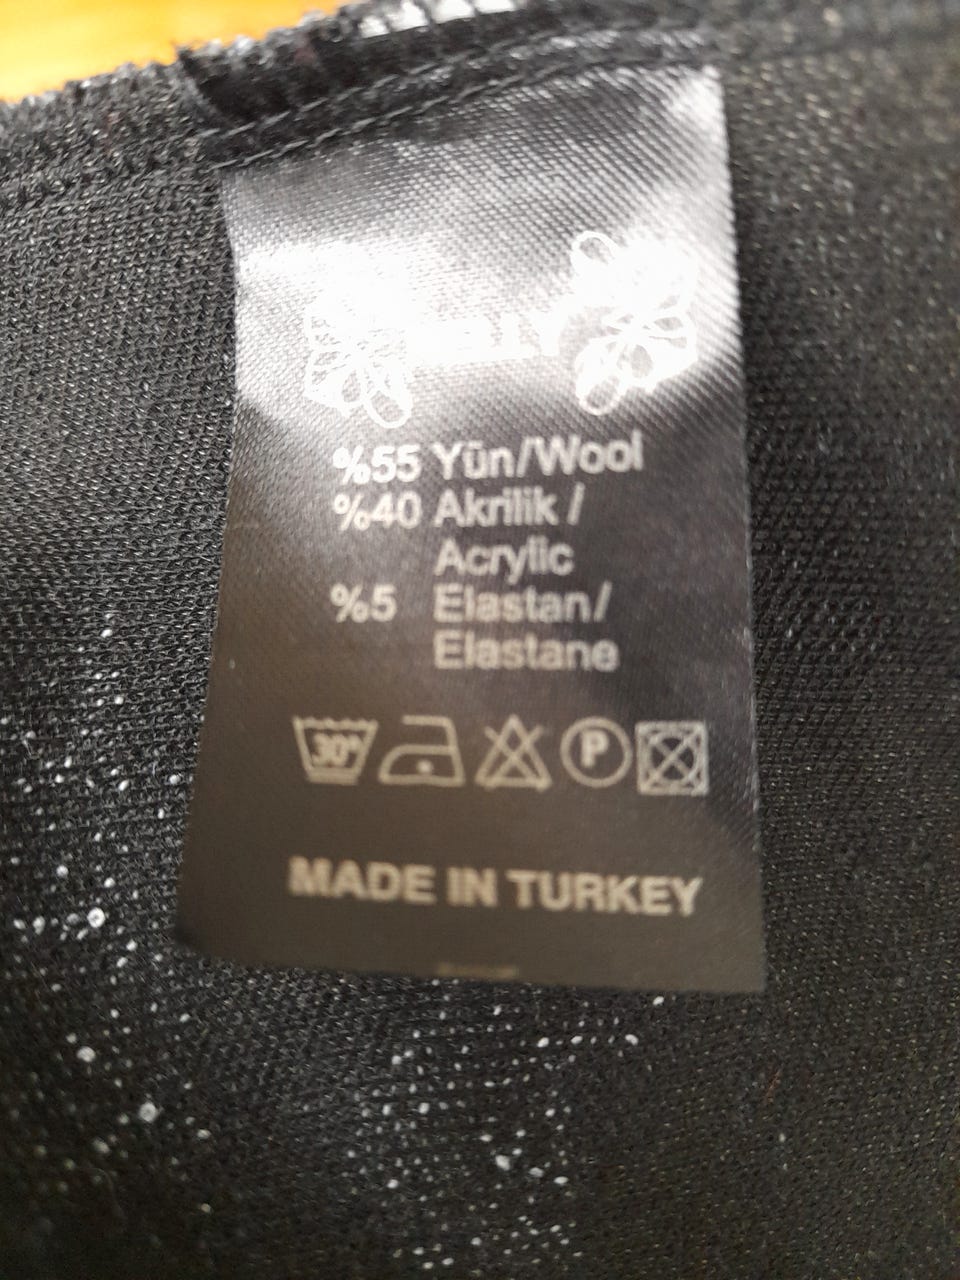 %55 Yün/Wool
%40 Akrilik /
Acrylic
%5 Elastan/
Elastane
30°
P
MADE IN TURKEY